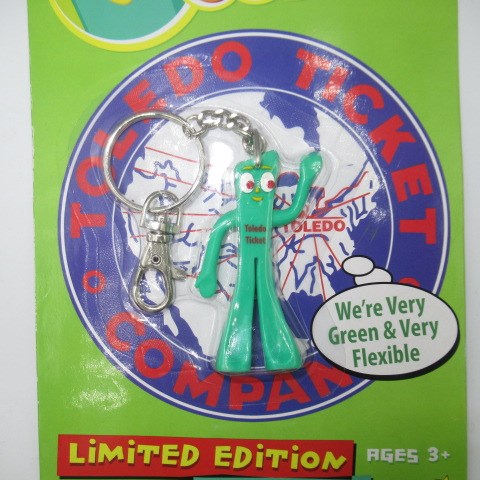 TOLEDO TICKET
COMPANY
TOLEDO
Toledo
Ticket
We're Very
Green & Very
Flexible
LIMITED EDITION
AGES 3+